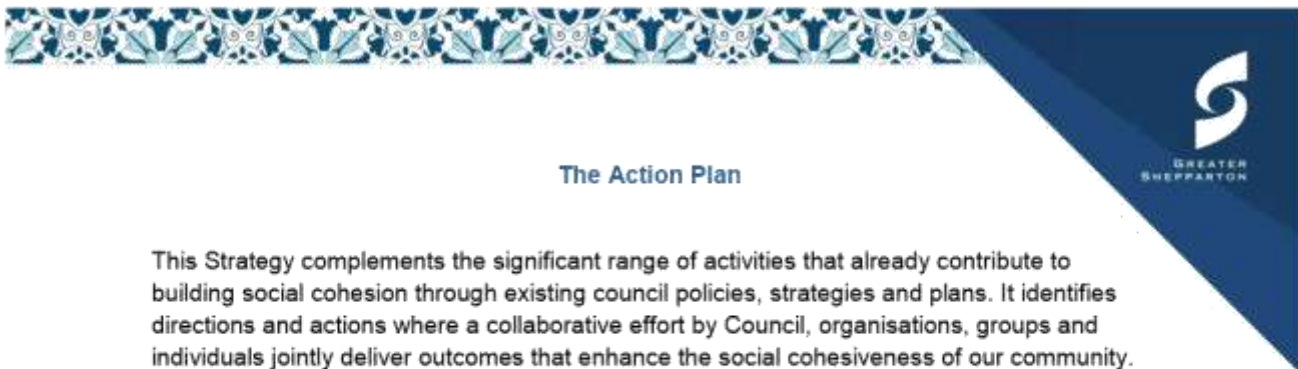 GREATER
SHEPPARTON
The Action Plan
This Strategy complements the significant range of activities that already contribute to
building social cohesion through existing council policies, strategies and plans. It identifies
directions and actions where a collaborative effort by Council, organisations, groups and
individuals jointly deliver outcomes that enhance the social cohesiveness of our community.